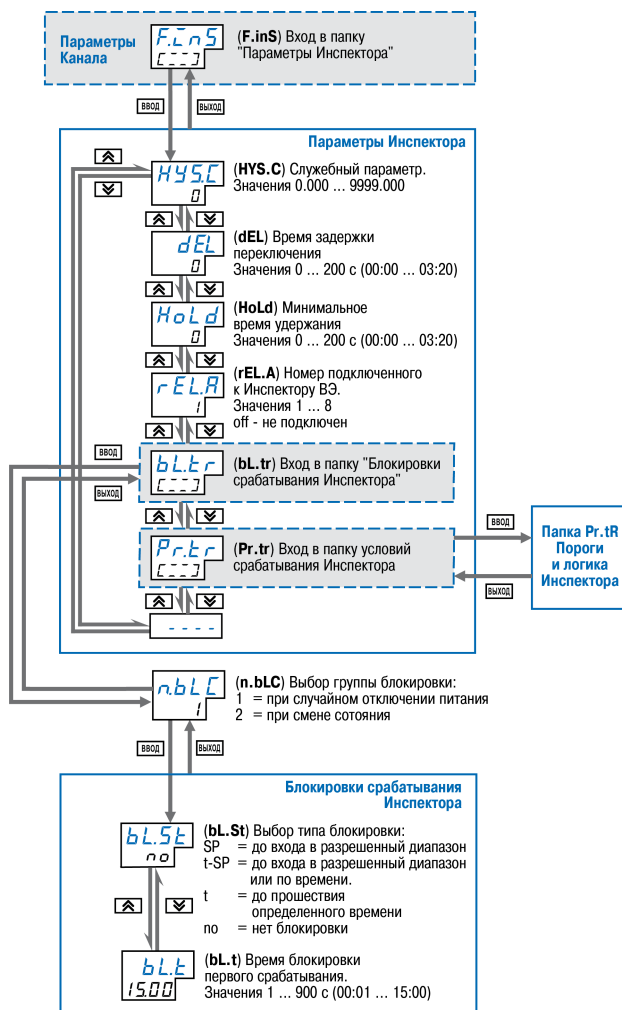 Параметры
Канала
F.inS
[---]
(F.inS) Вход в папку
"Параметры Инспектора"
ввод
выход
Параметры Инспектора
HYS.C
0
(HYS.C) Служебный параметр.
Значения 0.000 ... 9999.000
dEL
0
(dEL) Время задержки
переключения
Значения 0 ... 200 с (00:00 ... 03:20)
HoLd
0
(HoLd) Минимальное
время удержания
Значения 0 ... 200 с (00:00 ... 03:20)
rEL.A
1
(rEL.A) Номер подключенного
к Инспектору ВЭ.
Значения 1 ... 8
off - не подключен
ввод
выход
bL.tr
[---]
(bL.tr) Вход в папку "Блокировки
срабатывания Инспектора"
Pr.tr
[---]
(Pr.tr) Вход в папку условий
срабатывания Инспектора
ввод
выход
Папка Pr.tR
Пороги
и логика
Инспектора
----
n.bLC
1
(n.bLC) Выбор группы блокировки:
1 = при случайном отключении питания
2 = при смене сотояния
ввод
выход
Блокировки срабатывания
Инспектора
bL.St
no
(bL.St) Выбор типа блокировки:
SP = до входа в разрешенный диапазон
t-SP = до входа в разрешенный диапазон
или по времени.
t = до прошествия
определенного времени
no = нет блокировки
bL.t
15.00
(bL.t) Время блокировки
первого срабатывания.
Значения 1 ... 900 с (00:01 ... 15:00)